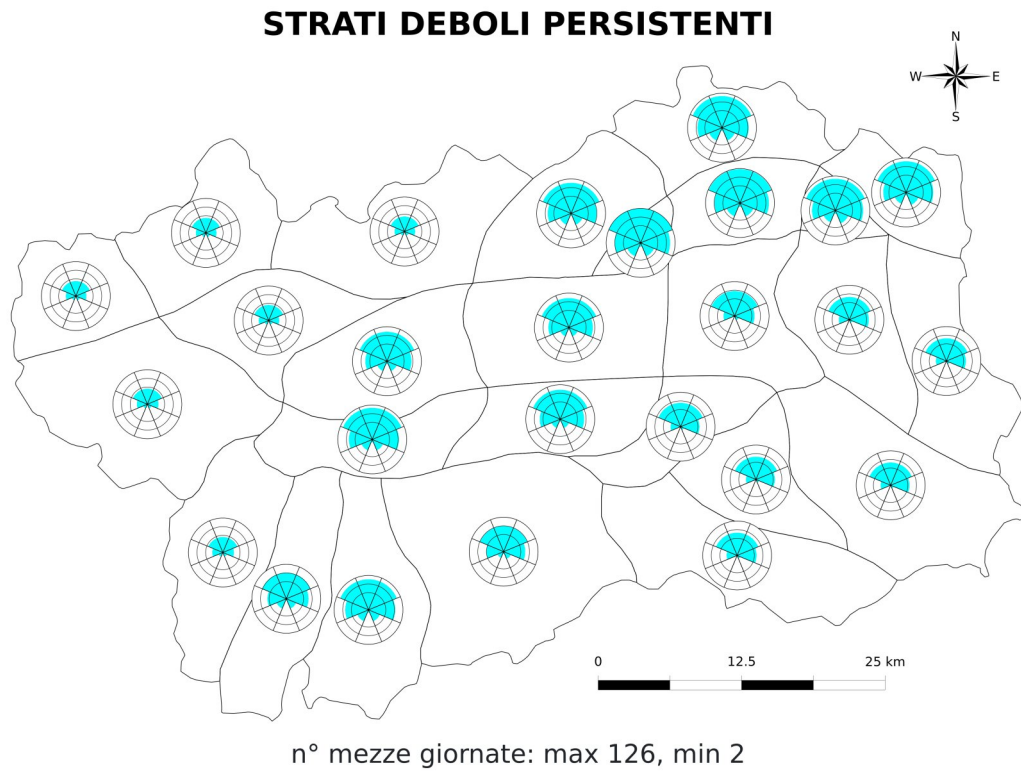 STRATI DEBOLI PERSISTENTI
N
W E
S
0 12.5 25 km
n° mezze giornate: max 126, min 2